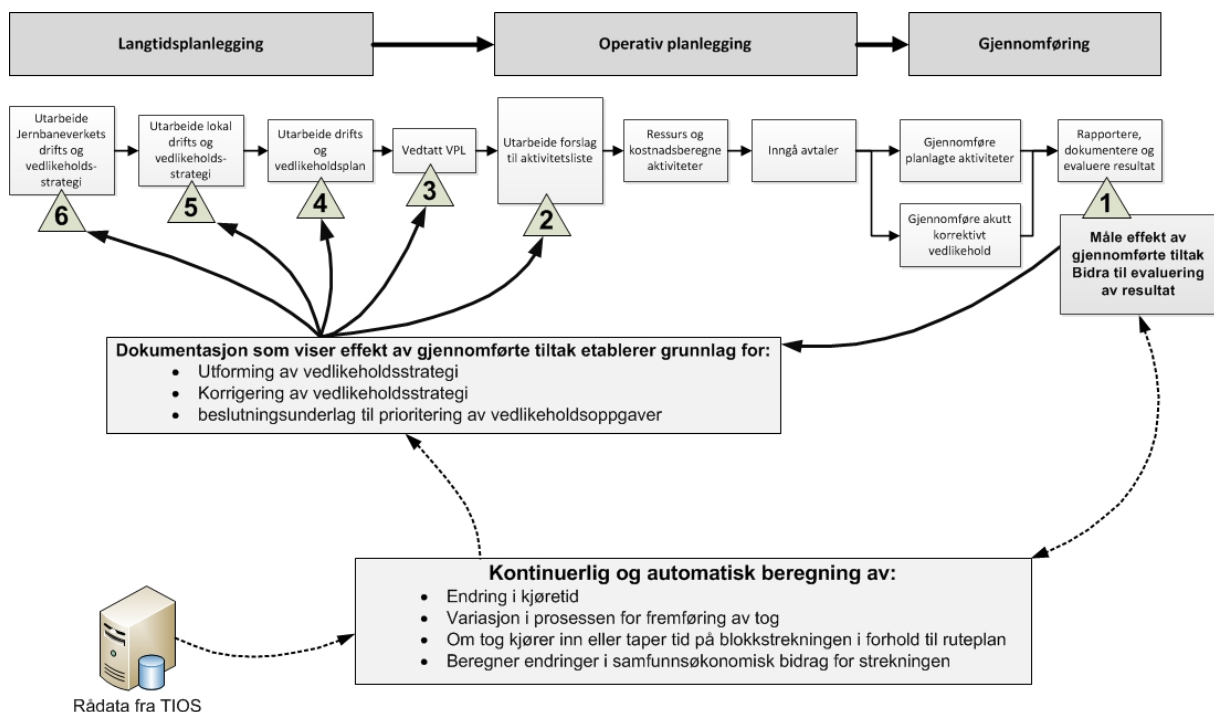 Langtidsplanlegging
Operativ planlegging
Gjennomføring
Utarbeide
Jernbaneverkets
drifts og
vedlikeholds-
strategi
Utarbeide lokal
drifts og
vedlikeholds-
strategi
Utarbeide drifts
og
vedlikeholdsplan
Vedtatt VPL
Utarbeide forslag
til aktivitetsliste
Ressurs og
kostnadsberegne
aktiviteter
Inngå avtaler
Gjennomføre
planlagte aktiviteter
Gjennomføre akutt
korrektivt
vedlikehold
Rapportere,
dokumentere og
evaluere resultat
6
5
4
3
2
1
Måle effekt av
gjennomførte tiltak
Bidra til evaluering
av resultat
Dokumentasjon som viser effekt av gjennomførte tiltak etablerer grunnlag for:
• Utforming av vedlikeholdsstrategi
• Korrigering av vedlikeholdsstrategi
• beslutningsunderlag til prioritering av vedlikeholdsoppgaver
Kontinuerlig og automatisk beregning av:
• Endring i kjøretid
• Variasjon i prosessen for fremføring av tog
• Om tog kjører inn eller taper tid på blokkstrekningen i forhold til ruteplan
• Beregner endringer i samfunnsøkonomisk bidrag for strekningen
Rådata fra TIOS